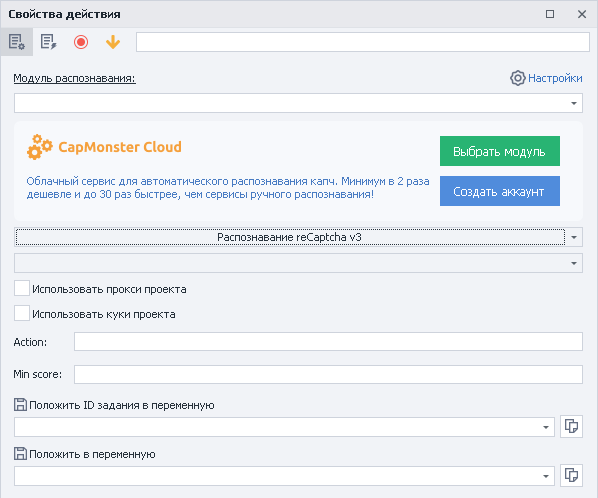 Свойства действия
Модуль распознавания:
Настройки
CapMonster Cloud
Облачный сервис для автоматического распознавания капч. Минимум в 2 раза
дешевле и до 30 раз быстрее, чем сервисы ручного распознавания!
Выбрать модуль
Создать аккаунт
Распознавание reCaptcha v3
Использовать прокси проекта
Использовать куки проекта
Action:
Min score:
Положить ID задания в переменную
Положить в переменную